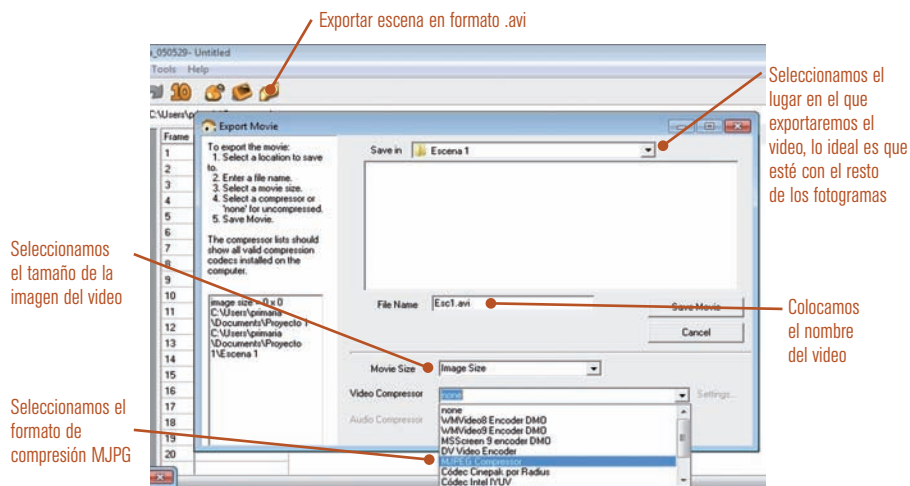 Exportar escena en formato .avi
_050529- Untitled
Tools Help
10
C:\Users\p
Seleccionamos el
lugar en el que
exportaremos el
video, lo ideal es que
esté con el resto
de los fotogramas
Frame
1
2
3
4
5
6
7
8
9
10
11
12
13
14
15
16
17
18
19
20
Export Movie
To export the movie:
1. Select a location to save
to.
2. Enter a file name.
3. Select a movie size.
4. Select a compressor or
'none' for uncompressed.
5. Save Movie.
The compressor lists should
show all valid compression
codecs installed on the
computer.
image size = 0 x 0
C:\Users\primaria
\Documents\Proyecto 1
C:\Users\primaria
\Documents\Proyecto
1\Escena 1
Save in Escena 1
File Name Esc1.avi
Save Movie
Cancel
Movie Size Image Size
Video Compressor none Settings...
Audio Compressor
none
WMVideo8 Encoder DMO
WMVideo9 Encoder DMO
MSScreen 9 encoder DMO
DV Video Encoder
MJPEG Compressor
Códec Cinepak por Radius
Códec Intel IYUV
Seleccionamos
el tamaño de la
imagen del video
Colocamos
el nombre
del video
Seleccionamos el
formato de
compresión MJPG